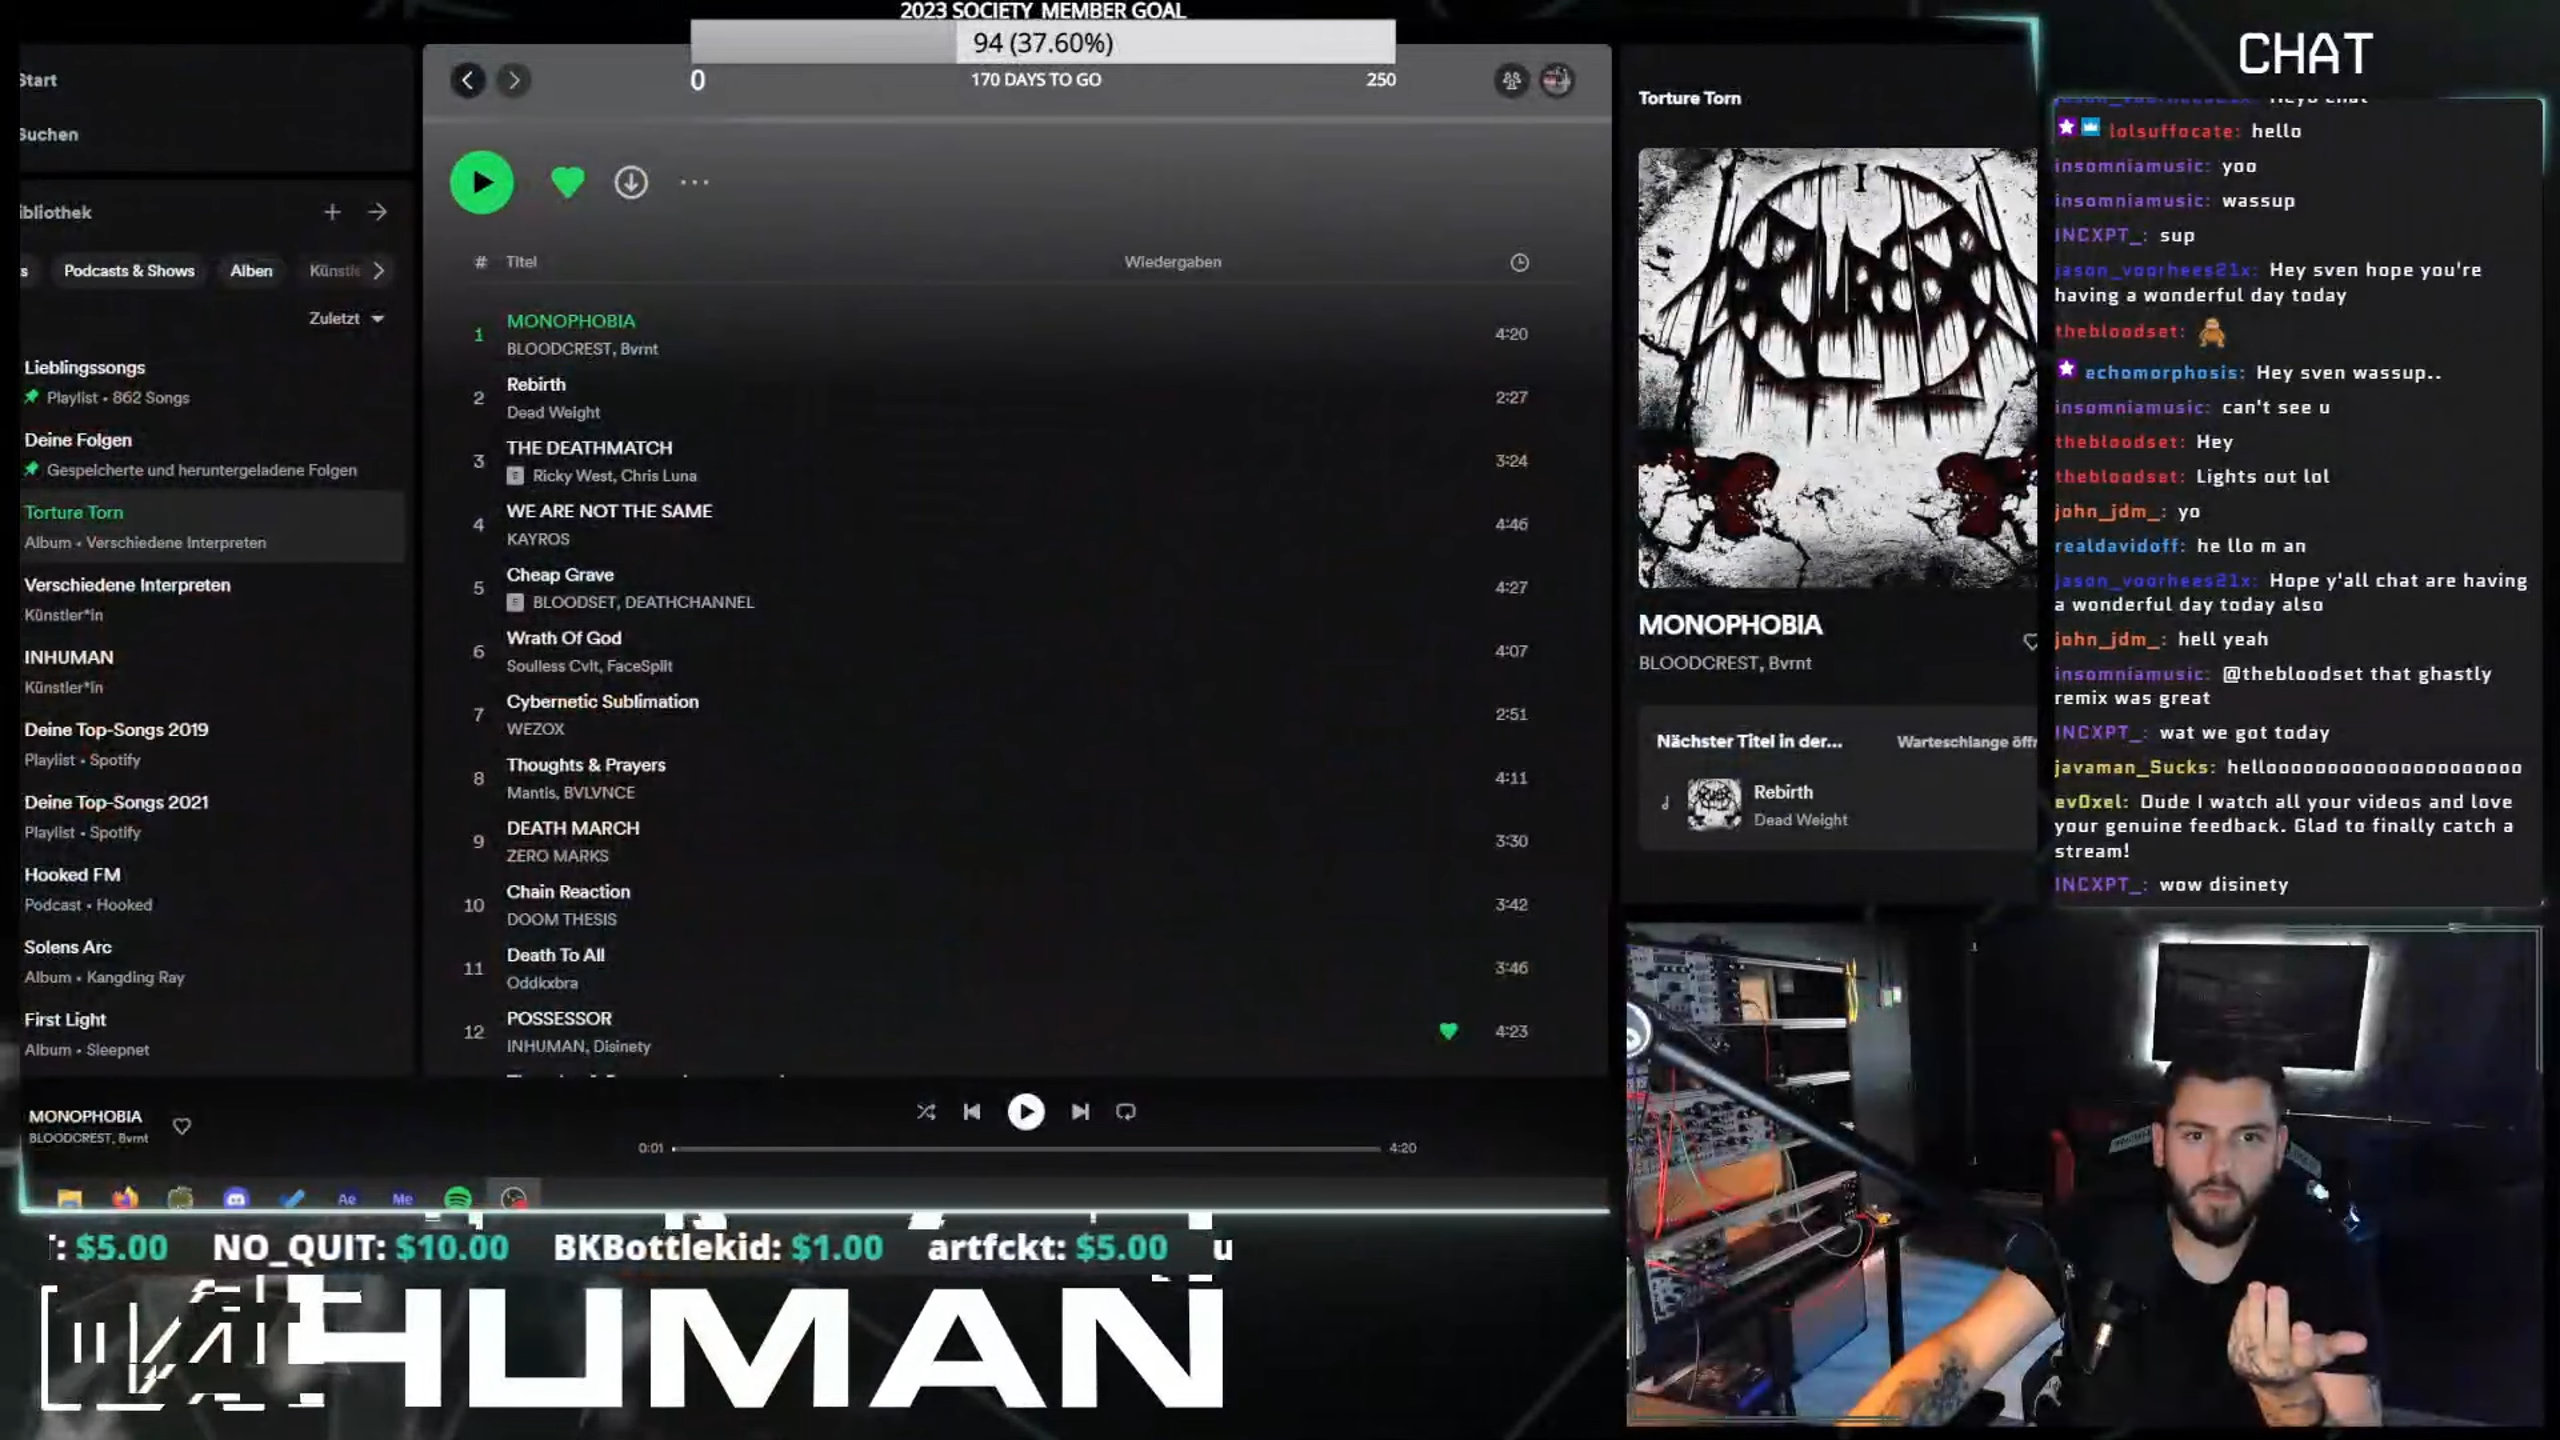 2023 SOCIETY MEMBER GOAL
94 (37.60%)
0
170 DAYS TO GO
250
Start
Suchen
ibliothek
s
Podcasts & Shows
Alben
Künstle
Zuletzt
Lieblingssongs
Playlist • 862 Songs
Deine Folgen
Gespeicherte und heruntergeladene Folgen
Torture Torn
Album • Verschiedene Interpreten
Verschiedene Interpreten
Künstler*in
INHUMAN
Künstler*in
Deine Top-Songs 2019
Playlist • Spotify
Deine Top-Songs 2021
Playlist • Spotify
Hooked FM
Podcast • Hooked
Solens Arc
Album • Kangding Ray
First Light
Album • Sleepnet
# Titel Wiedergaben
1 MONOPHOBIA 4:20
BLOODCREST, Bvrnt
2 Rebirth 2:27
Dead Weight
3 THE DEATHMATCH 3:24
E Ricky West, Chris Luna
4 WE ARE NOT THE SAME 4:46
KAYROS
5 Cheap Grave 4:27
E BLOODSET, DEATHCHANNEL
6 Wrath Of God 4:07
Soulless Cvlt, FaceSplit
7 Cybernetic Sublimation 2:51
WEZOX
8 Thoughts & Prayers 4:11
Mantis, BVLVNCE
9 DEATH MARCH 3:30
ZERO MARKS
10 Chain Reaction 3:42
DOOM THESIS
11 Death To All 3:46
Oddkxbra
12 POSSESSOR 4:23
INHUMAN, Disinety
Torture Torn
MONOPHOBIA
BLOODCREST, Bvrnt
Nächster Titel in der...
Warteschlange öffn
Rebirth
Dead Weight
CHAT
jason_voorhees21x: Heyo chat
lolsuffocate: hello
insomniamusic: yoo
insomniamusic: wassup
INCXPT_: sup
jason_voorhees21x: Hey sven hope you're
having a wonderful day today
thebloodset:
echomorphosis: Hey sven wassup..
insomniamusic: can't see u
thebloodset: Hey
thebloodset: Lights out lol
john_jdm_: yo
realdavidoff: he llo m an
jason_voorhees21x: Hope y'all chat are having
a wonderful day today also
john_jdm_: hell yeah
insomniamusic: @thebloodset that ghastly
remix was great
INCXPT_: wat we got today
javaman_Sucks: hellooooooooooooooooooooo
ev0xel: Dude I watch all your videos and love
your genuine feedback. Glad to finally catch a
stream!
INCXPT_: wow disinety
MONOPHOBIA
BLOODCREST, Bvrnt
0:01
4:20
Ae
Me
: $5.00 NO_QUIT: $10.00 BKBottlekid: $1.00 artfckt: $5.00 u
HUMAN